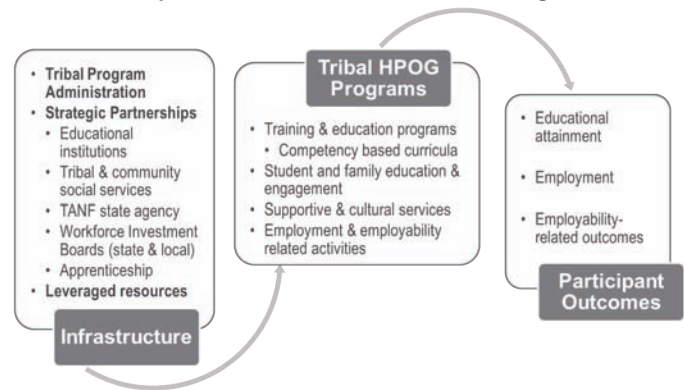 • Tribal Program
Administration
• Strategic Partnerships
• Educational
institutions
• Tribal & community
social services
• TANF state agency
• Workforce Investment
Boards (state & local)
• Apprenticeship
• Leveraged resources
Infrastructure
Tribal HPOG
Programs
• Training & education programs
• Competency based curricula
• Student and family education &
engagement
• Supportive & cultural services
• Employment & employability
related activities
• Educational
attainment
• Employment
• Employability-
related outcomes
Participant
Outcomes